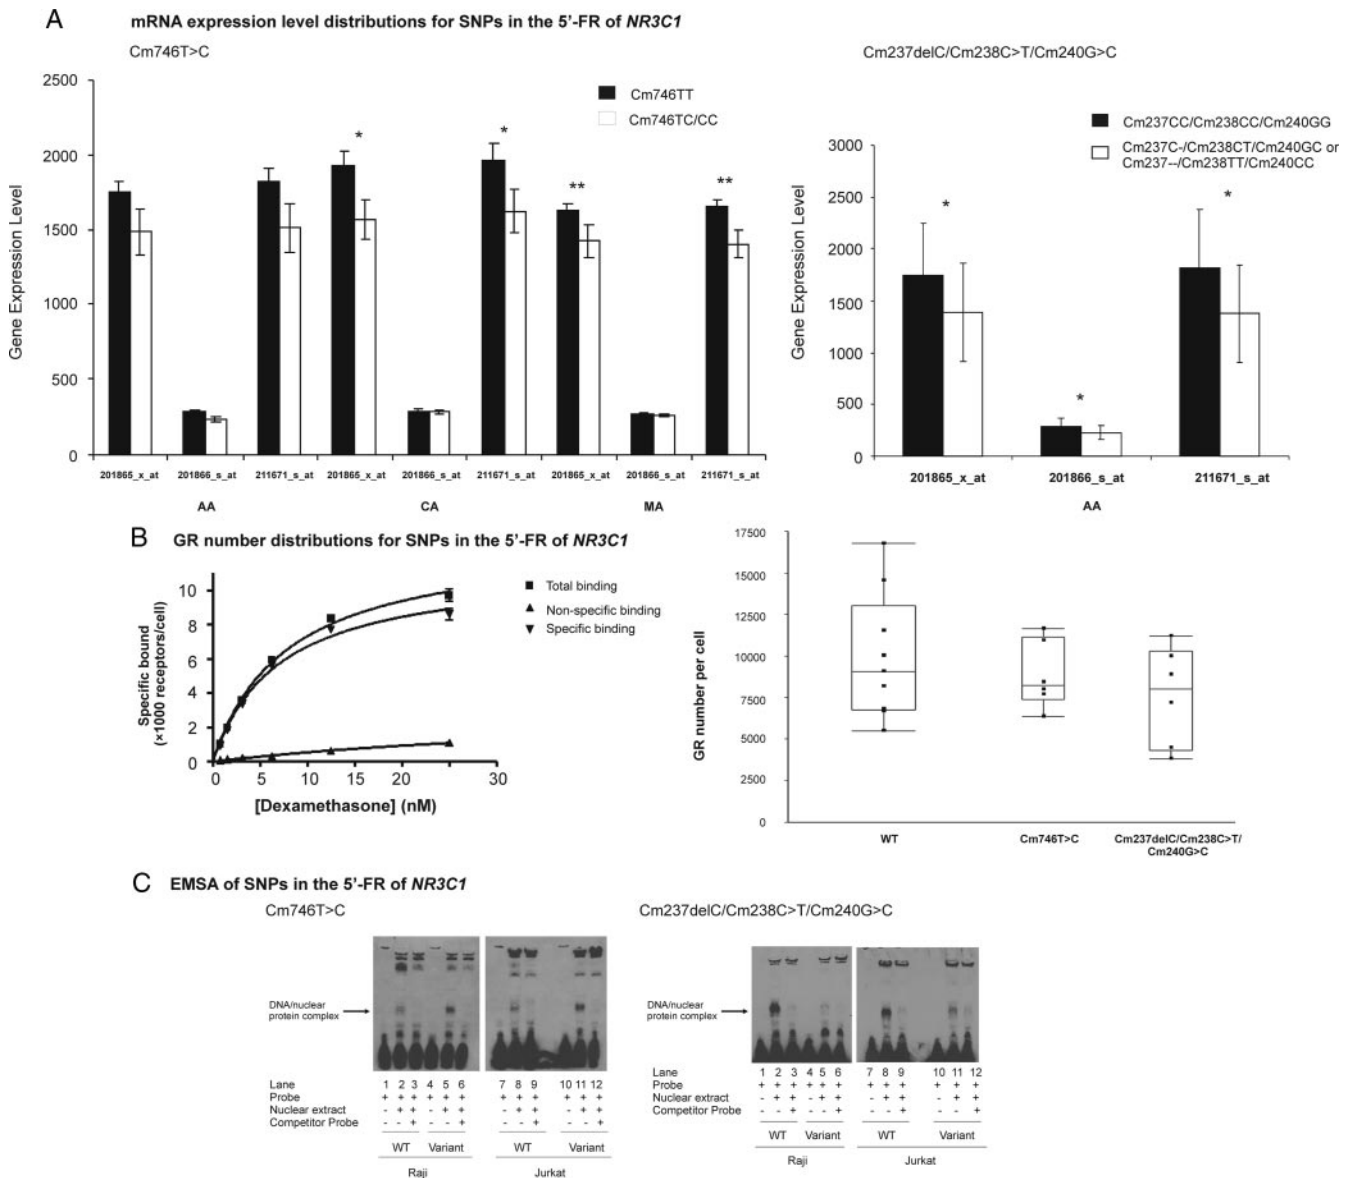 A
mRNA expression level distributions for SNPs in the 5'-FR of NR3C1
Cm746T>C
Gene Expression Level
2500
2000
1500
1000
500
0
Cm746TT
Cm746TC/CC
* * ** **
201865_x_at 201866_s_at 211671_s_at 201865_x_at 201866_s_at 211671_s_at 201865_x_at 201866_s_at 211671_s_at
AA CA MA
Cm237delC/Cm238C>T/Cm240G>C
Cm237CC/Cm238CC/Cm240GG
Cm237C-/Cm238CT/Cm240GC or
Cm237--/Cm238TT/Cm240CC
Gene Expression Level
3000
2500
2000
1500
1000
500
0
* * *
201865_x_at 201866_s_at 211671_s_at
AA
B
GR number distributions for SNPs in the 5'-FR of NR3C1
Specific bound
(×1000 receptors/cell)
10
8
6
4
2
0
0 5 10 15 20 25 30
[Dexamethasone] (nM)
Total binding
Non-specific binding
Specific binding
GR number per cell
17500
15000
12500
10000
7500
5000
2500
0
WT Cm746T>C Cm237delC/Cm238C>T/
Cm240G>C
C
EMSA of SNPs in the 5'-FR of NR3C1
Cm746T>C
DNA/nuclear
protein complex
Lane 1 2 3 4 5 6 7 8 9 10 11 12
Probe + + + + + + + + + + + +
Nuclear extract - + + - + + - + + - + +
Competitor Probe - - + - - + - - + - - +
WT Variant WT Variant
Raji Jurkat
Cm237delC/Cm238C>T/Cm240G>C
DNA/nuclear
protein complex
Lane 1 2 3 4 5 6 7 8 9 10 11 12
Probe + + + + + + + + + + + +
Nuclear extract - + + - + + - + + - + +
Competitor Probe - - + - - + - - + - - +
WT Variant WT Variant
Raji Jurkat